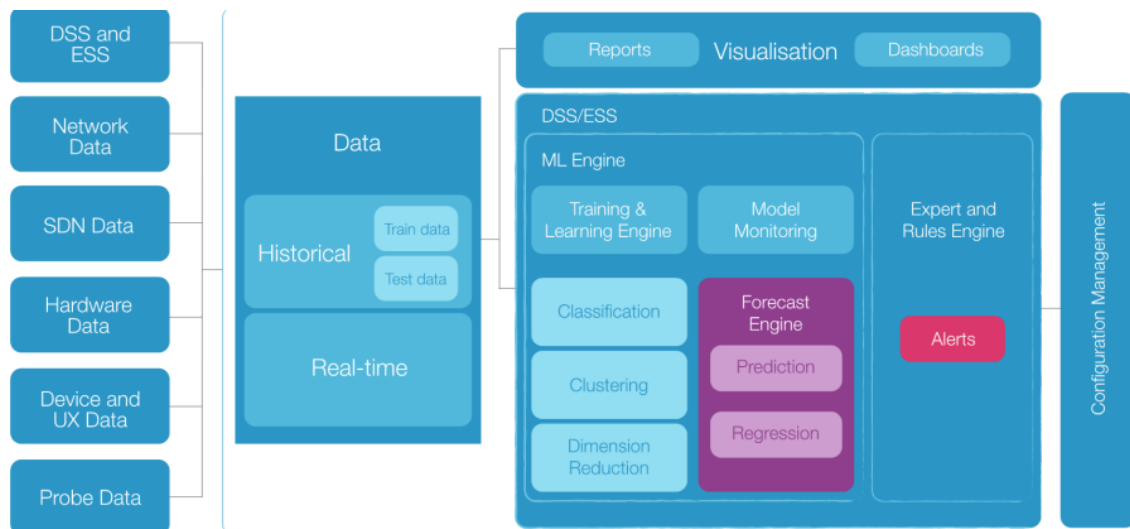 DSS and
ESS
Network
Data
SDN Data
Hardware
Data
Device and
UX Data
Probe Data
Data
Historical
Train data
Test data
Real-time
Reports
Visualisation
Dashboards
DSS/ESS
ML Engine
Training &
Learning Engine
Model
Monitoring
Classification
Clustering
Dimension
Reduction
Forecast
Engine
Prediction
Regression
Expert and
Rules Engine
Alerts
Configuration Management